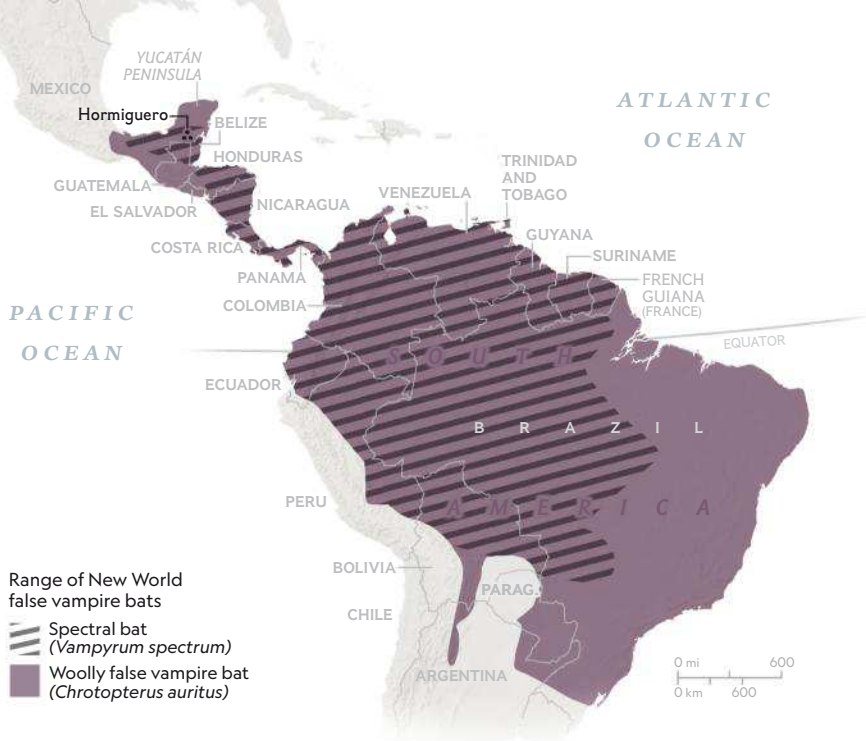 YUCATÁN
PENINSULA
MEXICO
Hormiguero
BELIZE
HONDURAS
GUATEMALA
EL SALVADOR
NICARAGUA
COSTA RICA
PANAMA
ATLANTIC
OCEAN
TRINIDAD
AND
TOBAGO
VENEZUELA
GUYANA
SURINAME
FRENCH
GUIANA
(FRANCE)
COLOMBIA
PACIFIC
OCEAN
EQUATOR
ECUADOR
SOUTH
BRAZIL
AMERICA
PERU
BOLIVIA
PARAG.
CHILE
ARGENTINA
Range of New World
false vampire bats
Spectral bat
(Vampyrum spectrum)
Woolly false vampire bat
(Chrotopterus auritus)
0 mi 600
0 km 600